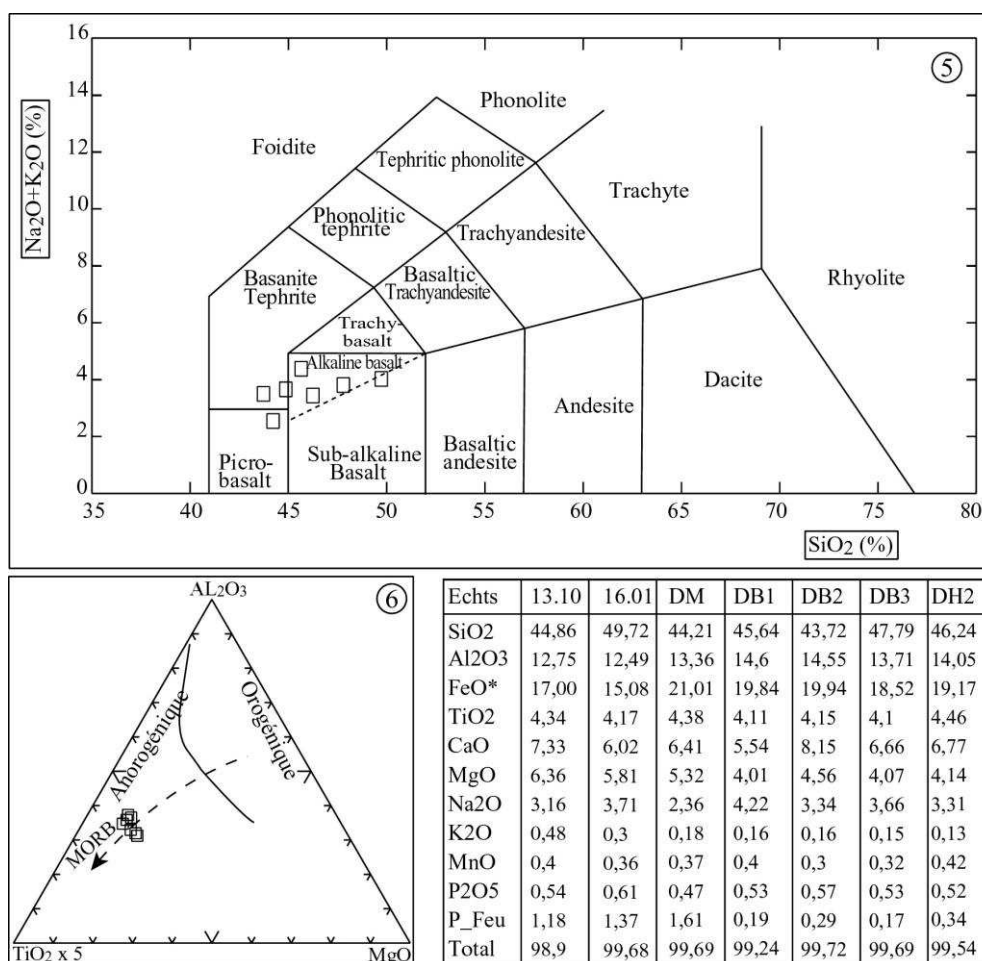 16
14
12
10
8
6
4
2
0
Na2O+K2O (%)
5
Phonolite
Foidite
Tephritic phonolite
Trachyte
Phonolitic
tephrite
Trachyandesite
Basanite
Tephrite
Basaltic
Trachyandesite
Rhyolite
Trachy-
basalt
Alkaline basalt
Dacite
Andesite
Picro-
basalt
Sub-alkaline
Basalt
Basaltic
andesite
35 40 45 50 55 60 65 70 75 80
SiO2 (%)
AL2O3
6
Anorogénique
Orogénique
MORB
TiO2 x 5
MgO
Echts 13.10 16.01 DM DB1 DB2 DB3 DH2
SiO2 44,86 49,72 44,21 45,64 43,72 47,79 46,24
Al2O3 12,75 12,49 13,36 14,6 14,55 13,71 14,05
FeO* 17,00 15,08 21,01 19,84 19,94 18,52 19,17
TiO2 4,34 4,17 4,38 4,11 4,15 4,1 4,46
CaO 7,33 6,02 6,41 5,54 8,15 6,66 6,77
MgO 6,36 5,81 5,32 4,01 4,56 4,07 4,14
Na2O 3,16 3,71 2,36 4,22 3,34 3,66 3,31
K2O 0,48 0,3 0,18 0,16 0,16 0,15 0,13
MnO 0,4 0,36 0,37 0,4 0,3 0,32 0,42
P2O5 0,54 0,61 0,47 0,53 0,57 0,53 0,52
P_Feu 1,18 1,37 1,61 0,19 0,29 0,17 0,34
Total 98,9 99,68 99,69 99,24 99,72 99,69 99,54